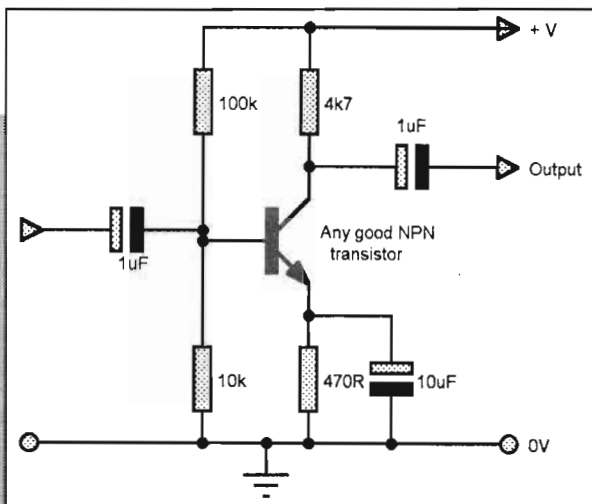 + V
100k
4k7
1uF
Output
1uF
Any good NPN
transistor
10k
470R
10uF
0V